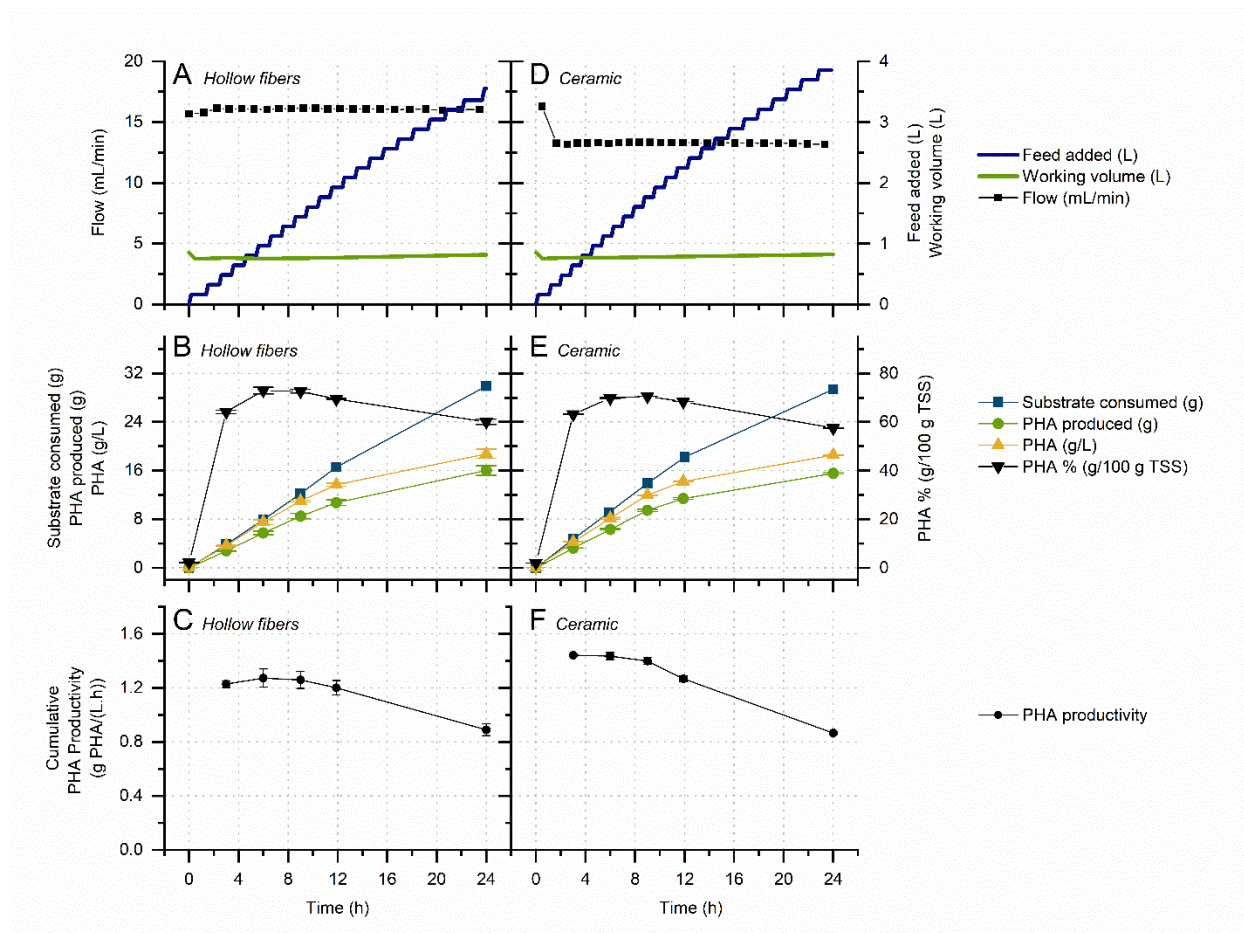 A Hollow fibers
D Ceramic
20
15
10
5
0
Flow (mL/min)
4
3
2
1
0
Feed added (L)
Working volume (L)
Feed added (L)
Working volume (L)
Flow (mL/min)
B Hollow fibers
E Ceramic
32
24
16
8
0
Substrate consumed (g)
PHA produced (g)
PHA (g/L)
80
60
40
20
0
PHA % (g/100 g TSS)
Substrate consumed (g)
PHA produced (g)
PHA (g/L)
PHA % (g/100 g TSS)
C Hollow fibers
F Ceramic
1.6
1.2
0.8
0.4
0.0
Cumulative
PHA Productivity
(g PHA/(L.h))
PHA productivity
0 4 8 12 16 20 24
0 4 8 12 16 20 24
Time (h)
Time (h)